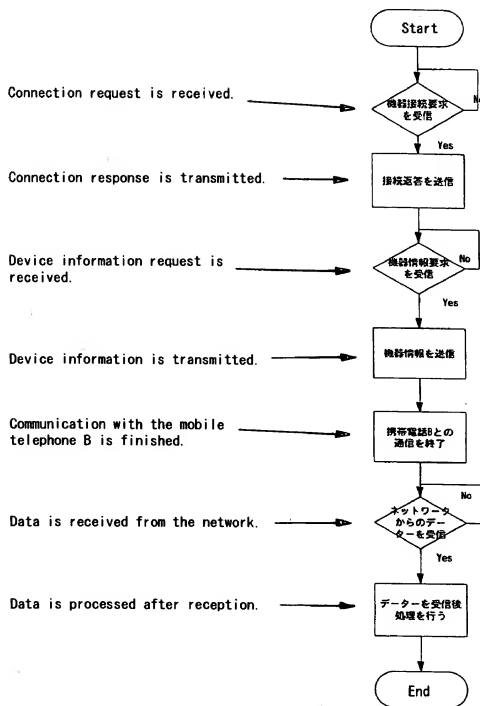 Start
Connection request is received.
機器接続要求
を受信
No
Yes
Connection response is transmitted.
接続返答を送信
Device information request is
received.
機器情報要求
を受信
No
Yes
Device information is transmitted.
機器情報を送信
Communication with the mobile
telephone B is finished.
携帯電話Bとの
通信を終了
No
Data is received from the network.
ネットワーク
からのデー
ターを受信
Yes
Data is processed after reception.
データーを受信後
処理を行う
End